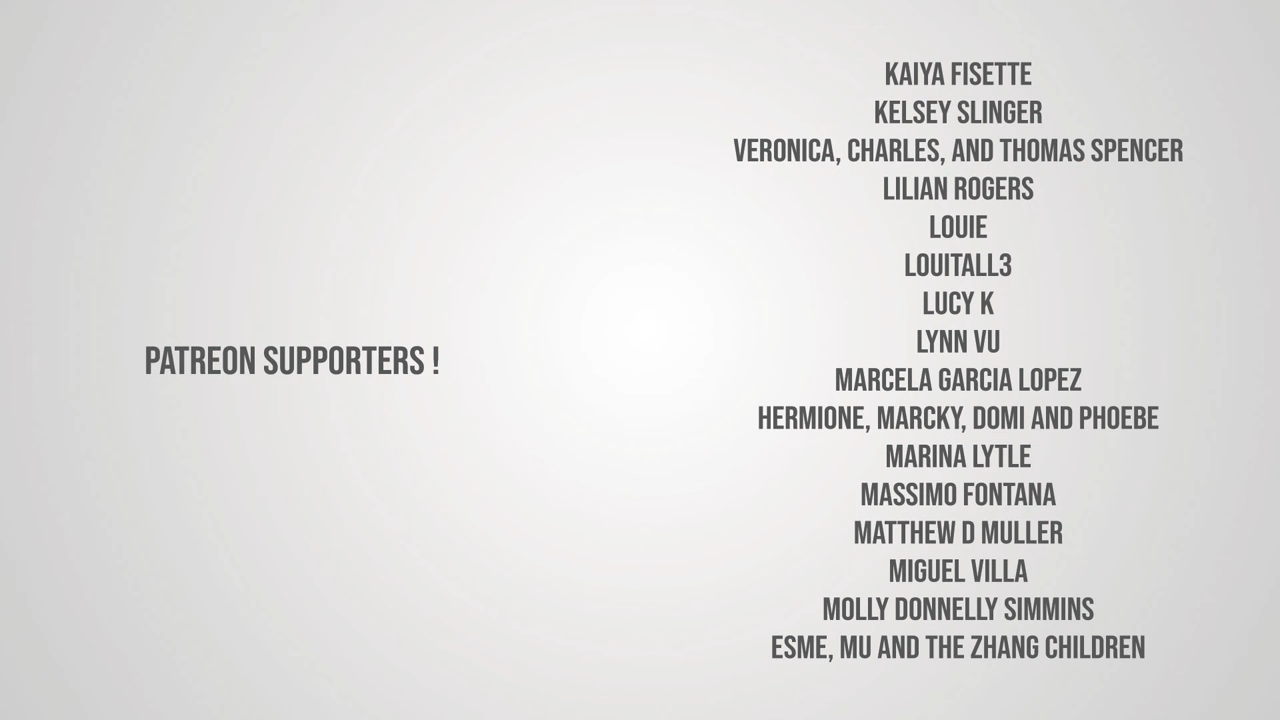 PATREON SUPPORTERS !
KAIYA FISETTE
KELSEY SLINGER
VERONICA, CHARLES, AND THOMAS SPENCER
LILIAN ROGERS
LOUIE
LOUITALL3
LUCY K
LYNN VU
MARCELA GARCIA LOPEZ
HERMIONE, MARCKY, DOMI AND PHOEBE
MARINA LYTLE
MASSIMO FONTANA
MATTHEW D MULLER
MIGUEL VILLA
MOLLY DONNELLY SIMMINS
ESME, MU AND THE ZHANG CHILDREN